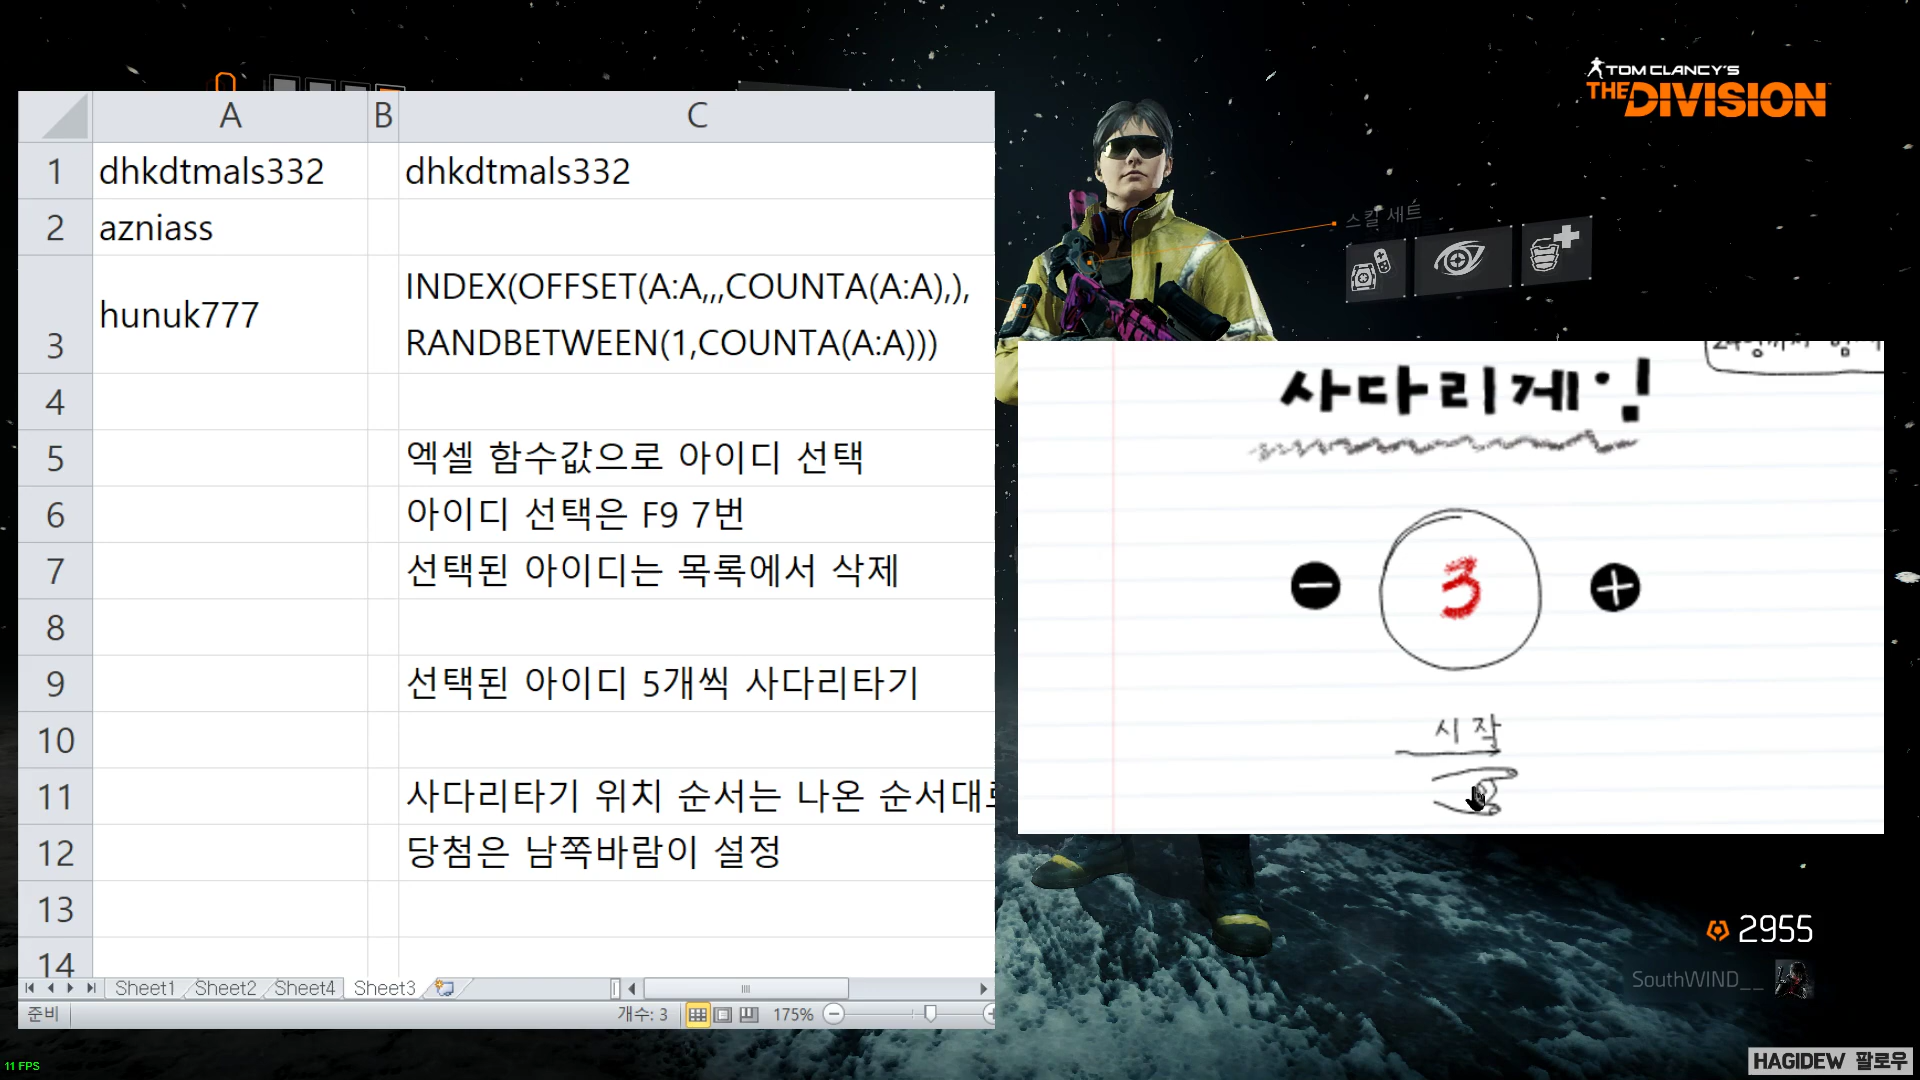 TOM CLANCY'S
THE DIVISION
스킬 세트
A B C
1 dhkdtmals332 dhkdtmals332
2 azniass
3 hunuk777 INDEX(OFFSET(A:A,,,COUNTA(A:A),),
RANDBETWEEN(1,COUNTA(A:A)))
4
5 엑셀 함수값으로 아이디 선택
6 아이디 선택은 F9 7번
7 선택된 아이디는 목록에서 삭제
8
9 선택된 아이디 5개씩 사다리타기
10
11 사다리타기 위치 순서는 나온 순서대로
12 당첨은 남쪽바람이 설정
13
14
Sheet1 Sheet2 Sheet4 Sheet3
준비 개수: 3 175%
사다리게임
3
시작
2955
SouthWIND__
11 FPS
HAGIDEW 팔로우